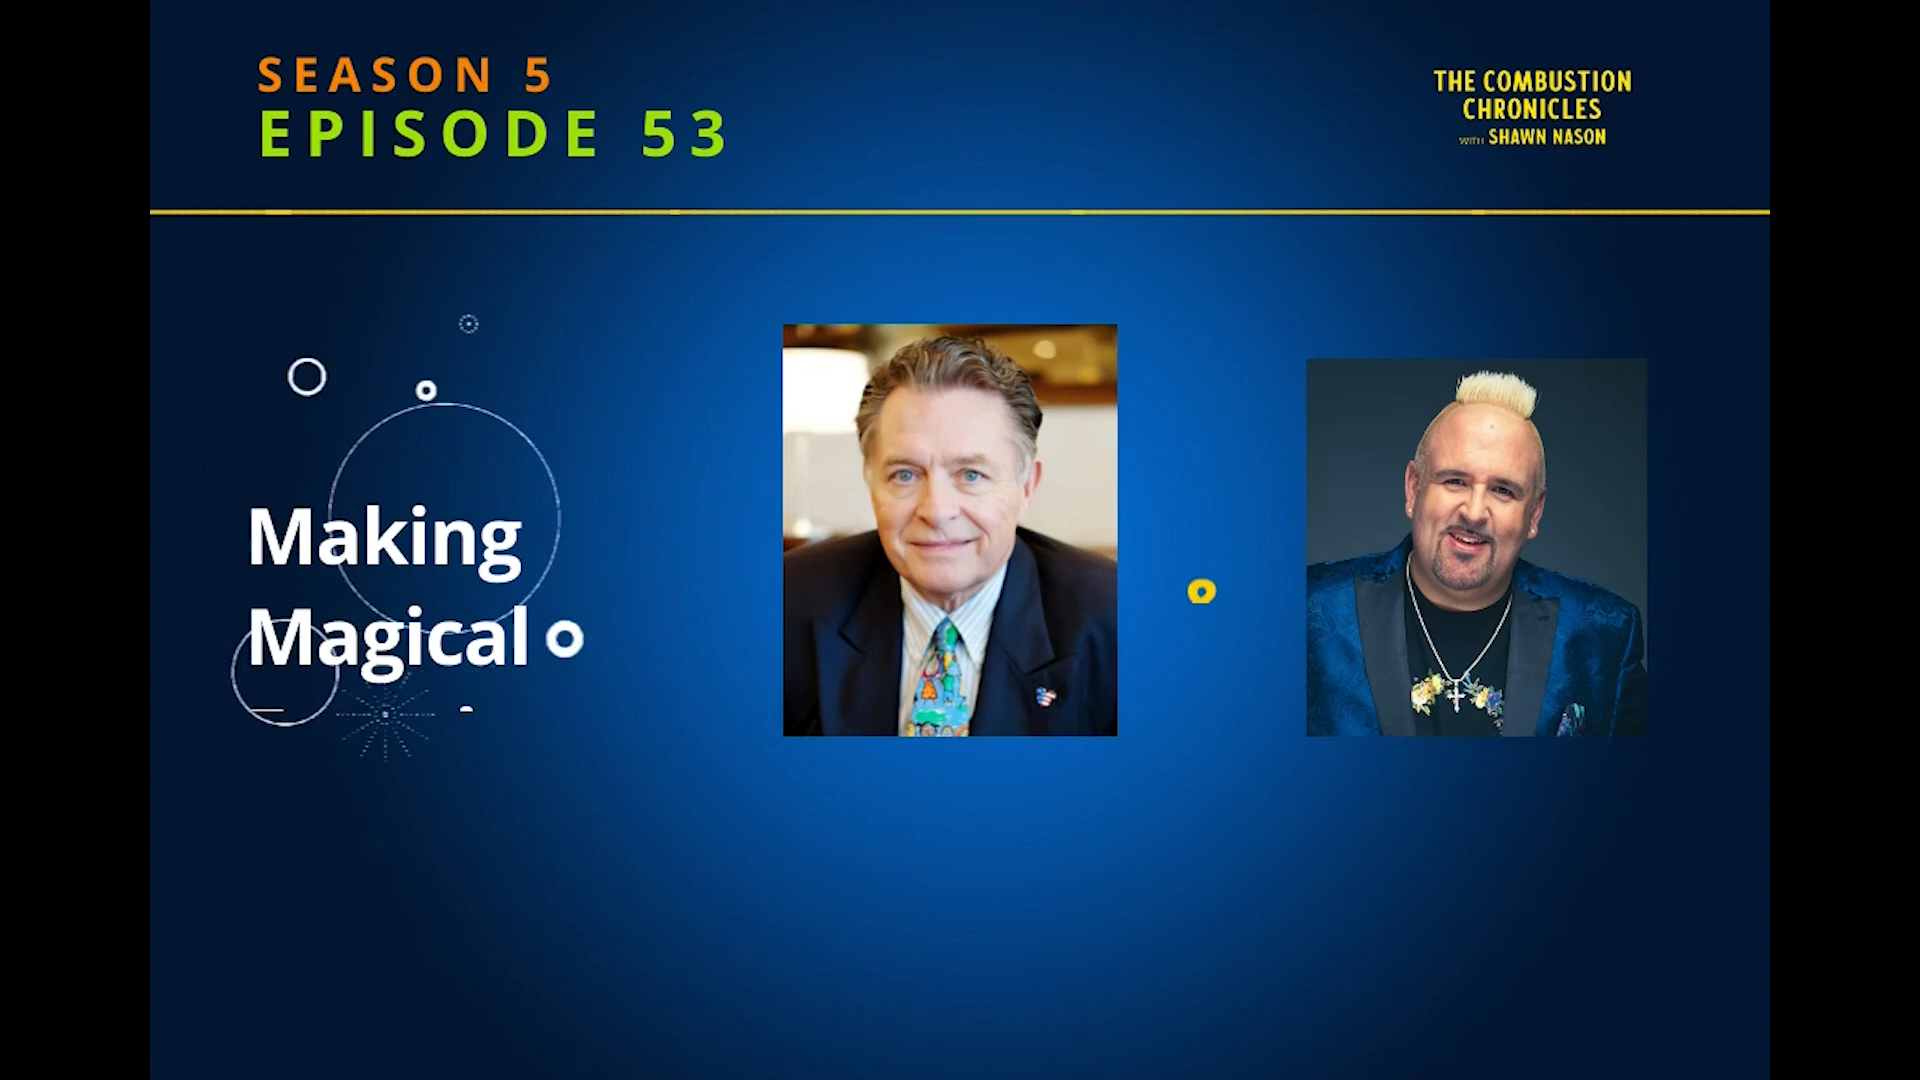 SEASON 5
EPISODE 53
THE COMBUSTION
CHRONICLES
WITH SHAWN NASON
Making
Magical